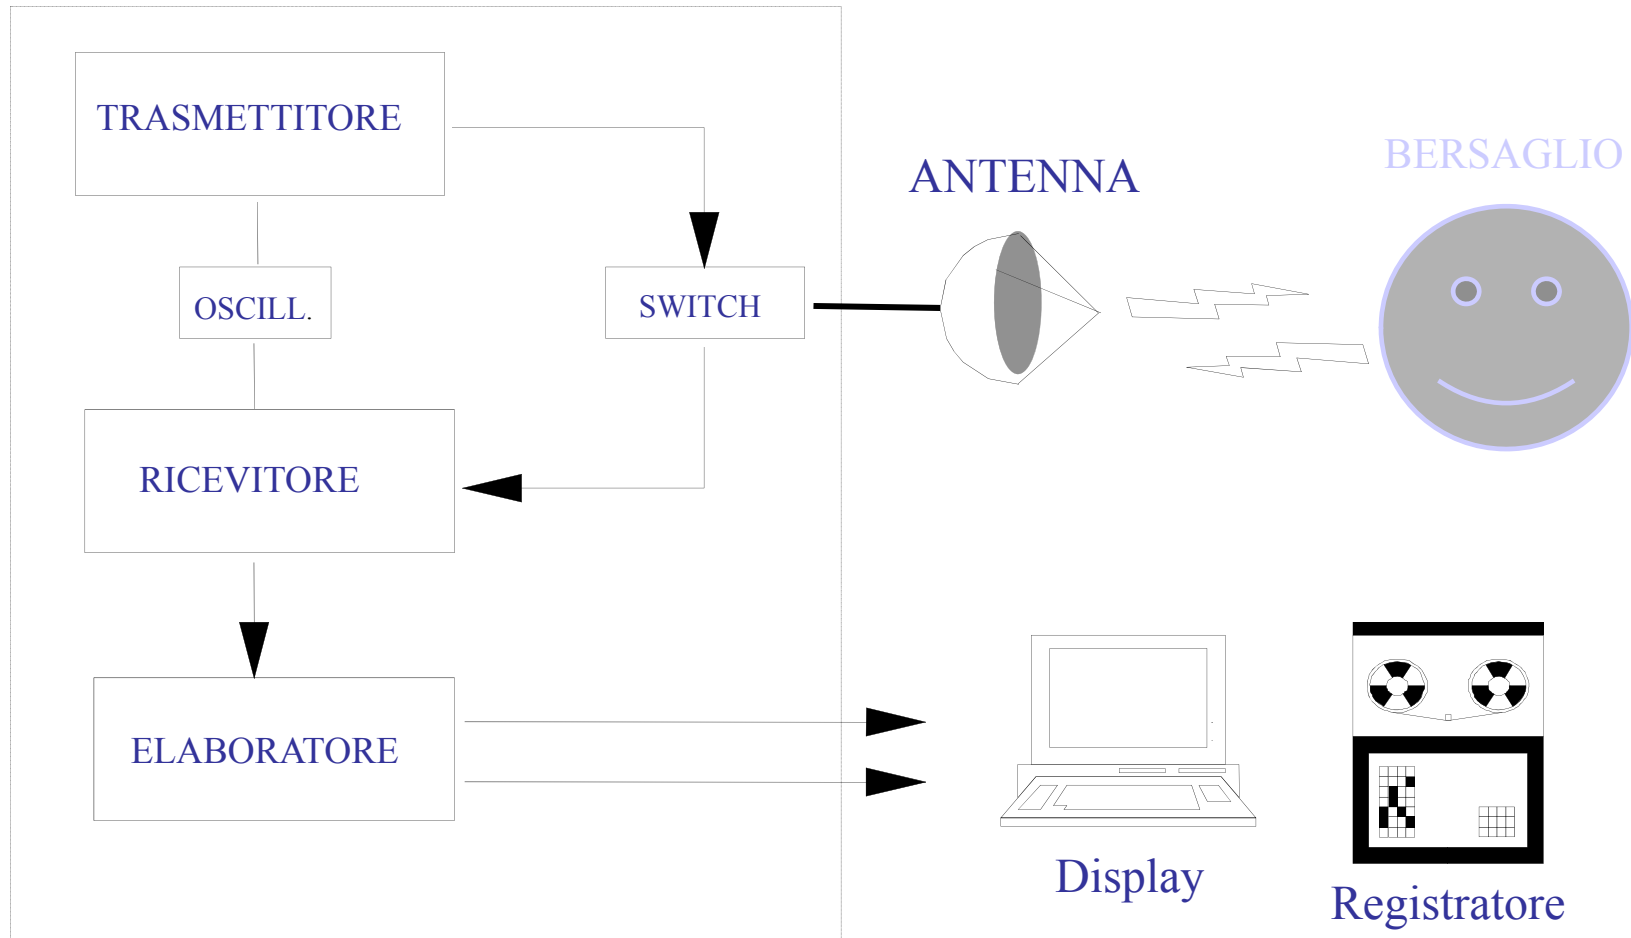 TRASMETTITORE
ANTENNA
BERSAGLIO
OSCILL.
SWITCH
RICEVITORE
ELABORATORE
Display
Registratore